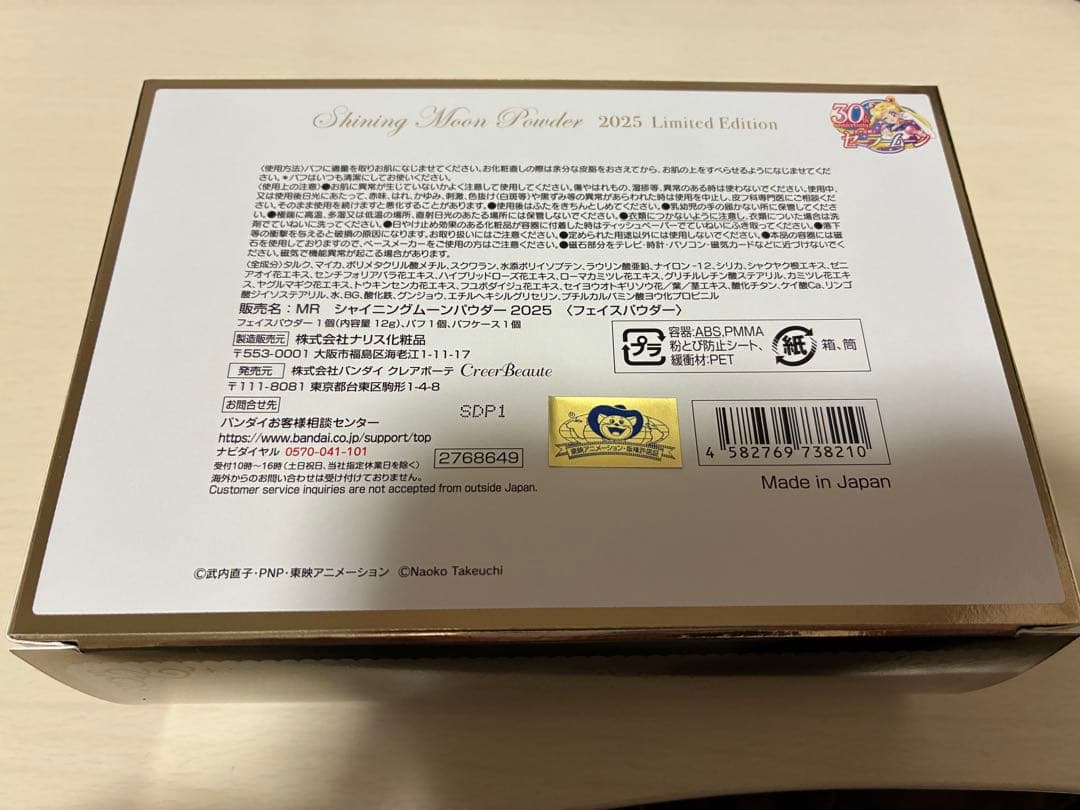 Shining Moon Powder 2025 Limited Edition
30th
anniversary
セーラームーン
〈使用方法〉パフに適量を取りお肌になじませてください。お化粧直しの際は余分な皮脂をおさえてから、お肌の上をすべらせるようになじませてくだ
さい。＊パフはいつも清潔にしてお使いください。
〈使用上の注意〉●お肌に異常が生じていないかよく注意して使用してください。傷やはれもの、湿疹等、異常のある時は使わないでください。使用中、
又は使用後日光にあたって、赤味、はれ、かゆみ、刺激、色抜け(白斑等)や黒ずみ等の異常があらわれた時は使用を中止し、皮フ科専門医にご相談くだ
さい。そのまま使用を続けますと悪化することがあります。●使用後はふたをきちんとしめてください。●乳幼児の手の届かない所に保管してくださ
い。●極端に高温、多湿又は低温の場所、直射日光のあたる場所には保管しないでください。●衣類につかないように注意し、衣類についた場合は洗
剤でていねいに洗ってください。●日やけ止め効果のある化粧品が容器に付着した時はティッシュペーパーでていねいにふき取ってください。●落下
等の衝撃を与えると破損の原因になります。お取り扱いにはご注意ください。●定められた用途以外には使用しないでください。●本品の容器には磁
石を使用しておりますので、ペースメーカーをご使用の方はご注意ください。●磁石部分をテレビ・時計・パソコン・磁気カードなどに近づけないでく
ださい。磁気で機能異常が起こる場合があります。
〈全成分〉タルク、マイカ、ポリメタクリル酸メチル、スクワラン、水添ポリイソブテン、ラウリン酸亜鉛、ナイロン-12、シリカ、シャクヤク根エキス、ゼニ
アオイ花エキス、センチフォリアバラ花エキス、ハイブリッドローズ花エキス、ローマカミツレ花エキス、グリチルレチン酸ステアリル、カミツレ花エキ
ス、ヤグルマギク花エキス、トウキンセンカ花エキス、フユボダイジュ花エキス、セイヨウオトギリソウ花／葉／茎エキス、酸化チタン、ケイ酸Ca、リンゴ
酸ジイソステアリル、水、BG、酸化鉄、グンジョウ、エチルヘキシルグリセリン、ブチルカルバミン酸ヨウ化プロピニル
販売名：MR シャイニングムーンパウダー2025 〈フェイスパウダー〉
フェイスパウダー1個(内容量12g)、パフ1個、パフケース1個
製造販売元 株式会社ナリス化粧品
〒553-0001 大阪市福島区海老江1-11-17
発売元 株式会社バンダイ クレアボーテ CreerBeaute
〒111-8081 東京都台東区駒形1-4-8
お問合せ先
バンダイお客様相談センター
https://www.bandai.co.jp/support/top
ナビダイヤル 0570-041-101
受付10時～16時(土日祝日、当社指定休業日を除く)
海外からのお問い合わせは受け付けておりません。
Customer service inquiries are not accepted from outside Japan.
SDP1
2768649
プラ
容器:ABS,PMMA
粉とび防止シート、
緩衝材:PET
紙
箱、筒
東映アニメーション・版権許諾証
4 582769 738210
Made in Japan
©武内直子・PNP・東映アニメーション ©Naoko Takeuchi